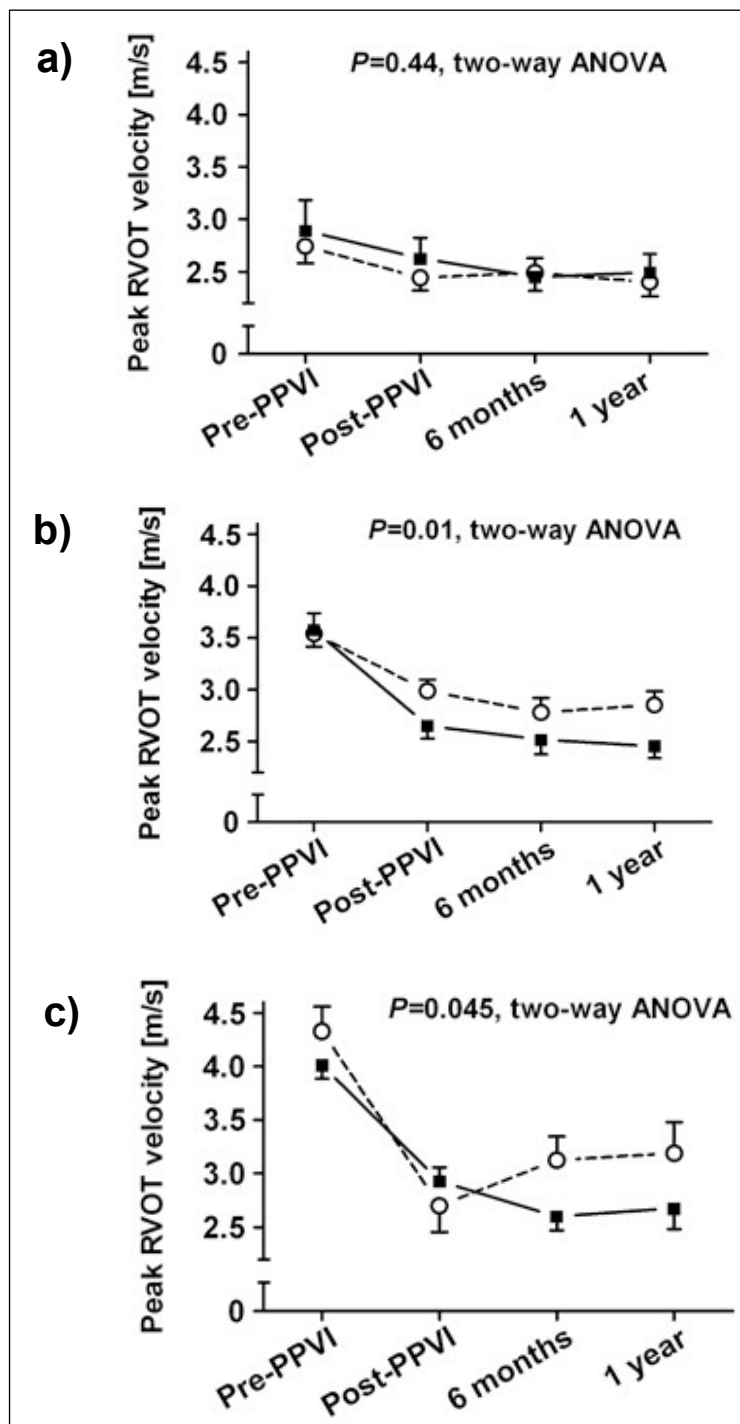 a)
P=0.44, two-way ANOVA
Peak RVOT velocity [m/s]
4.5
4.0
3.5
3.0
2.5
0
Pre-PPVI
Post-PPVI
6 months
1 year
b)
P=0.01, two-way ANOVA
Peak RVOT velocity [m/s]
4.5
3.5
3.0
2.5
0
Pre-PPVI
Post-PPVI
6 months
1 year
c)
P=0.045, two-way ANOVA
Peak RVOT velocity [m/s]
4.5
4.0
3.5
3.0
2.5
0
Pre-PPVI
Post-PPVI
6 months
1 year